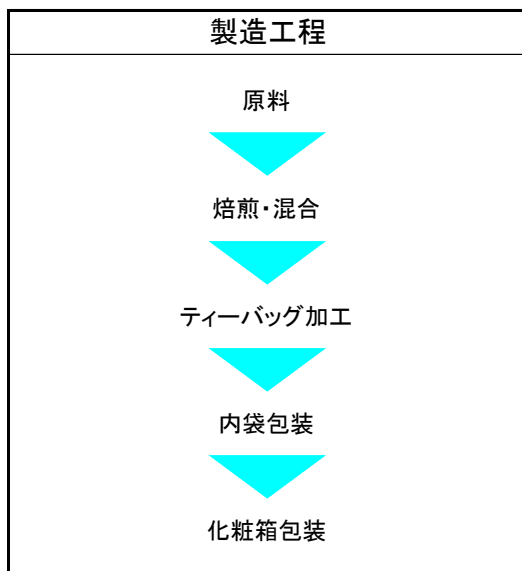 製造工程
原料
焙煎・混合
ティーバッグ加工
内袋包装
化粧箱包装